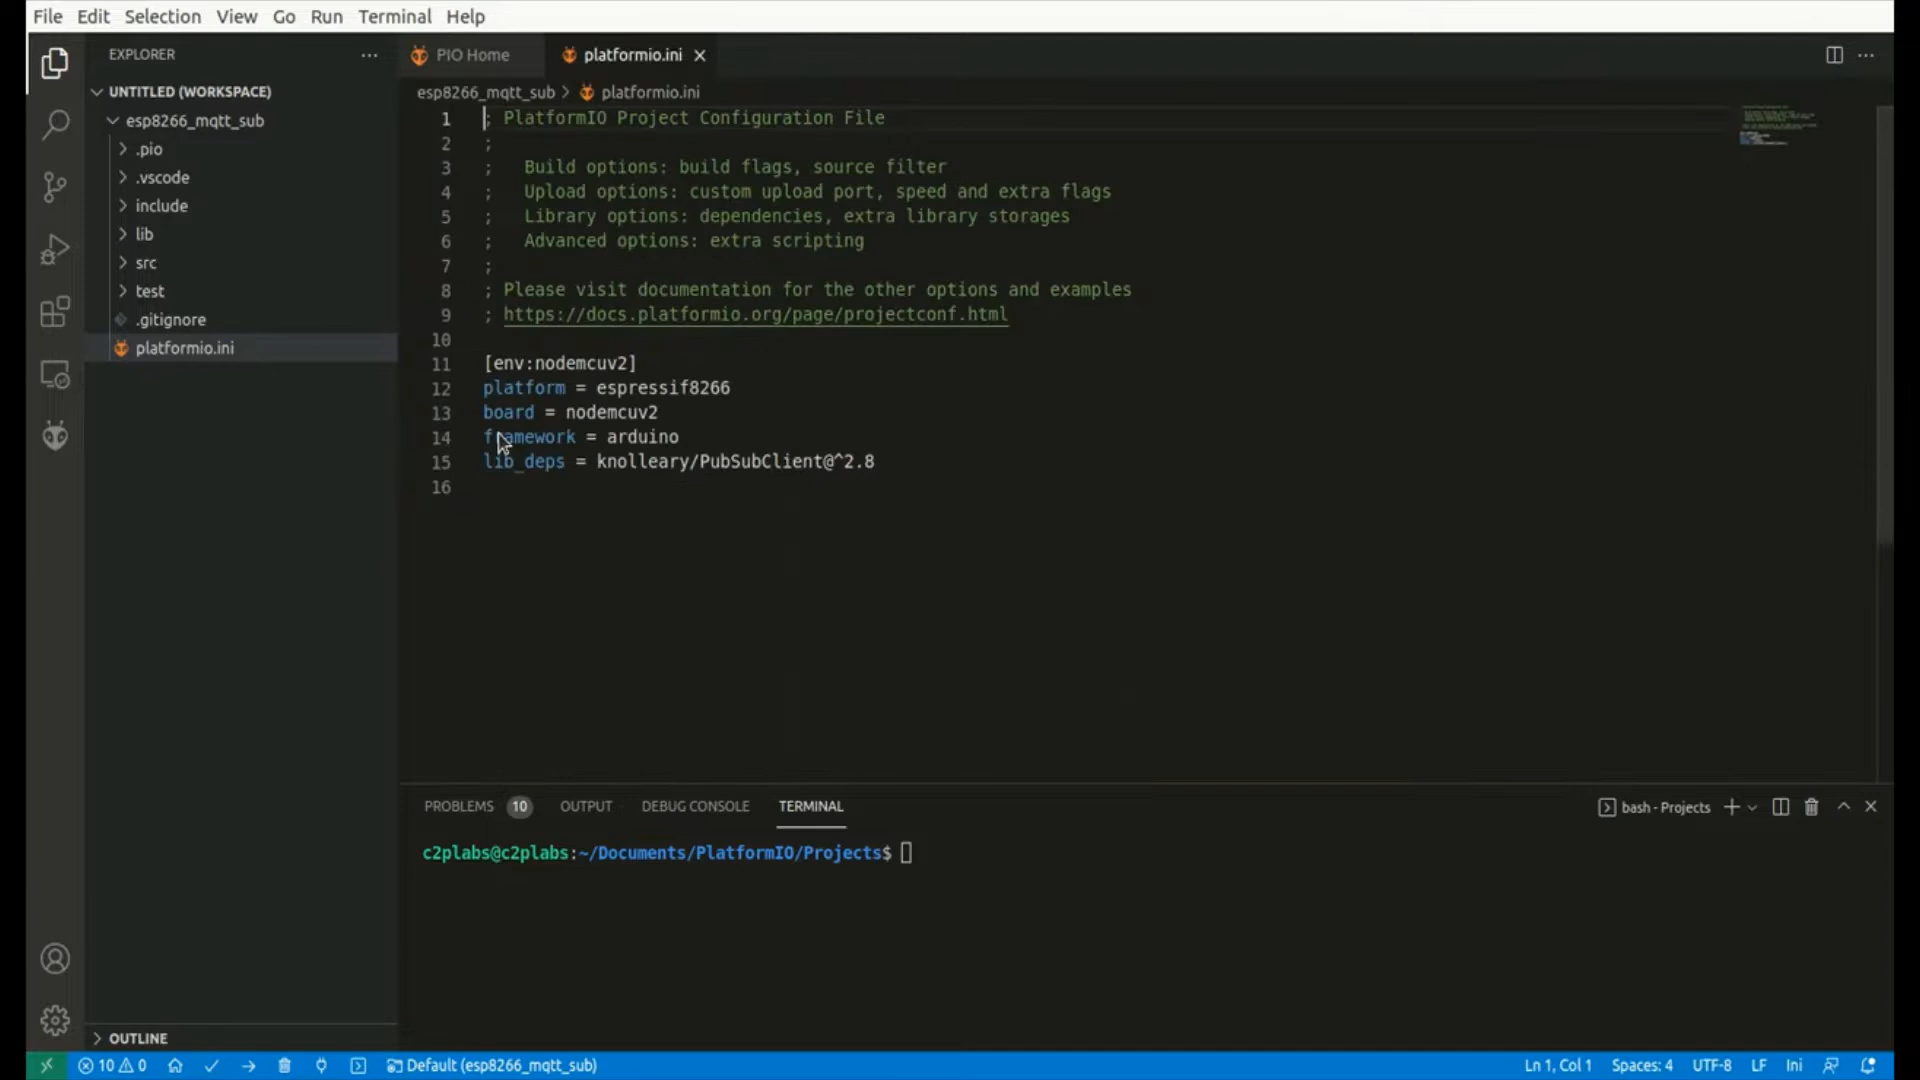 File Edit Selection View Go Run Terminal Help
EXPLORER
UNTITLED (WORKSPACE)
esp8266_mqtt_sub
.pio
.vscode
include
lib
src
test
.gitignore
platformio.ini
OUTLINE
PIO Home platformio.ini
esp8266_mqtt_sub > platformio.ini
1 ; PlatformIO Project Configuration File
2 ;
3 ;   Build options: build flags, source filter
4 ;   Upload options: custom upload port, speed and extra flags
5 ;   Library options: dependencies, extra library storages
6 ;   Advanced options: extra scripting
7 ;
8 ; Please visit documentation for the other options and examples
9 ; https://docs.platformio.org/page/projectconf.html
10
11 [env:nodemcuv2]
12 platform = espressif8266
13 board = nodemcuv2
14 framework = arduino
15 lib_deps = knolleary/PubSubClient@^2.8
16
PROBLEMS 10 OUTPUT DEBUG CONSOLE TERMINAL
bash - Projects
c2plabs@c2plabs:~/Documents/PlatformIO/Projects$
10 0 Default (esp8266_mqtt_sub) Ln 1, Col 1 Spaces: 4 UTF-8 LF Ini